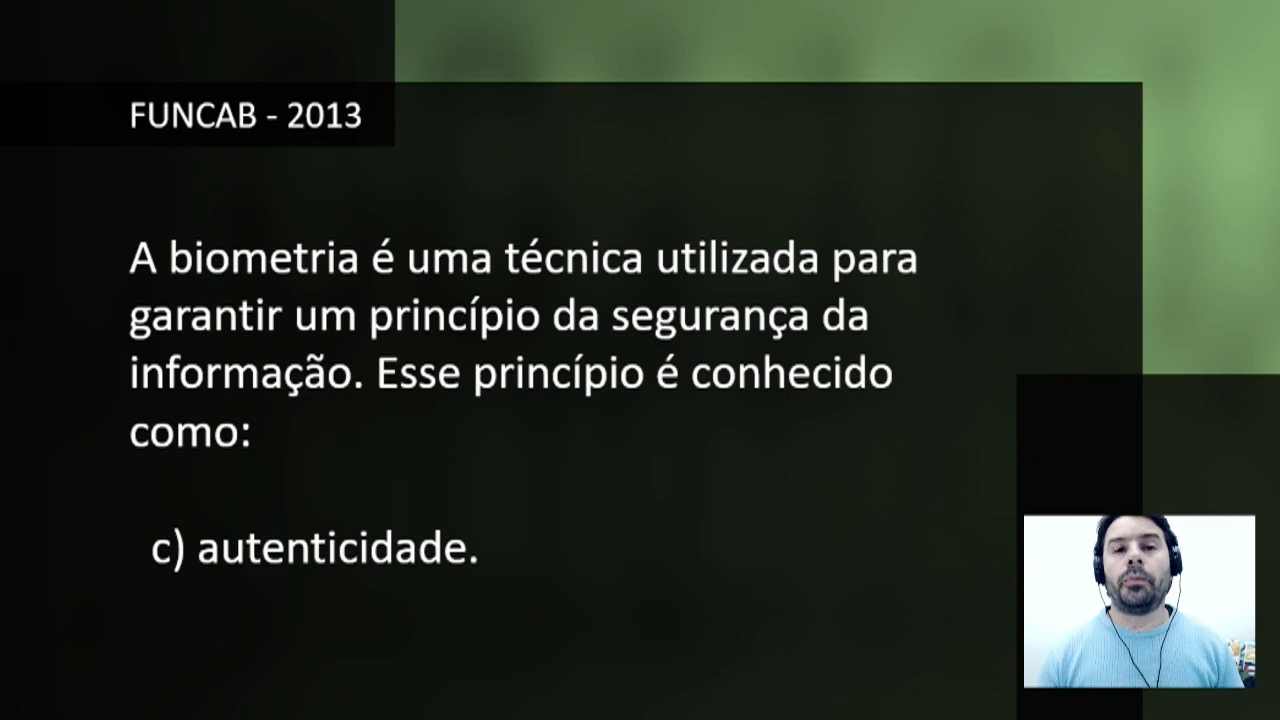 FUNCAB - 2013
A biometria é uma técnica utilizada para
garantir um princípio da segurança da
informação. Esse princípio é conhecido
como:
c) autenticidade.